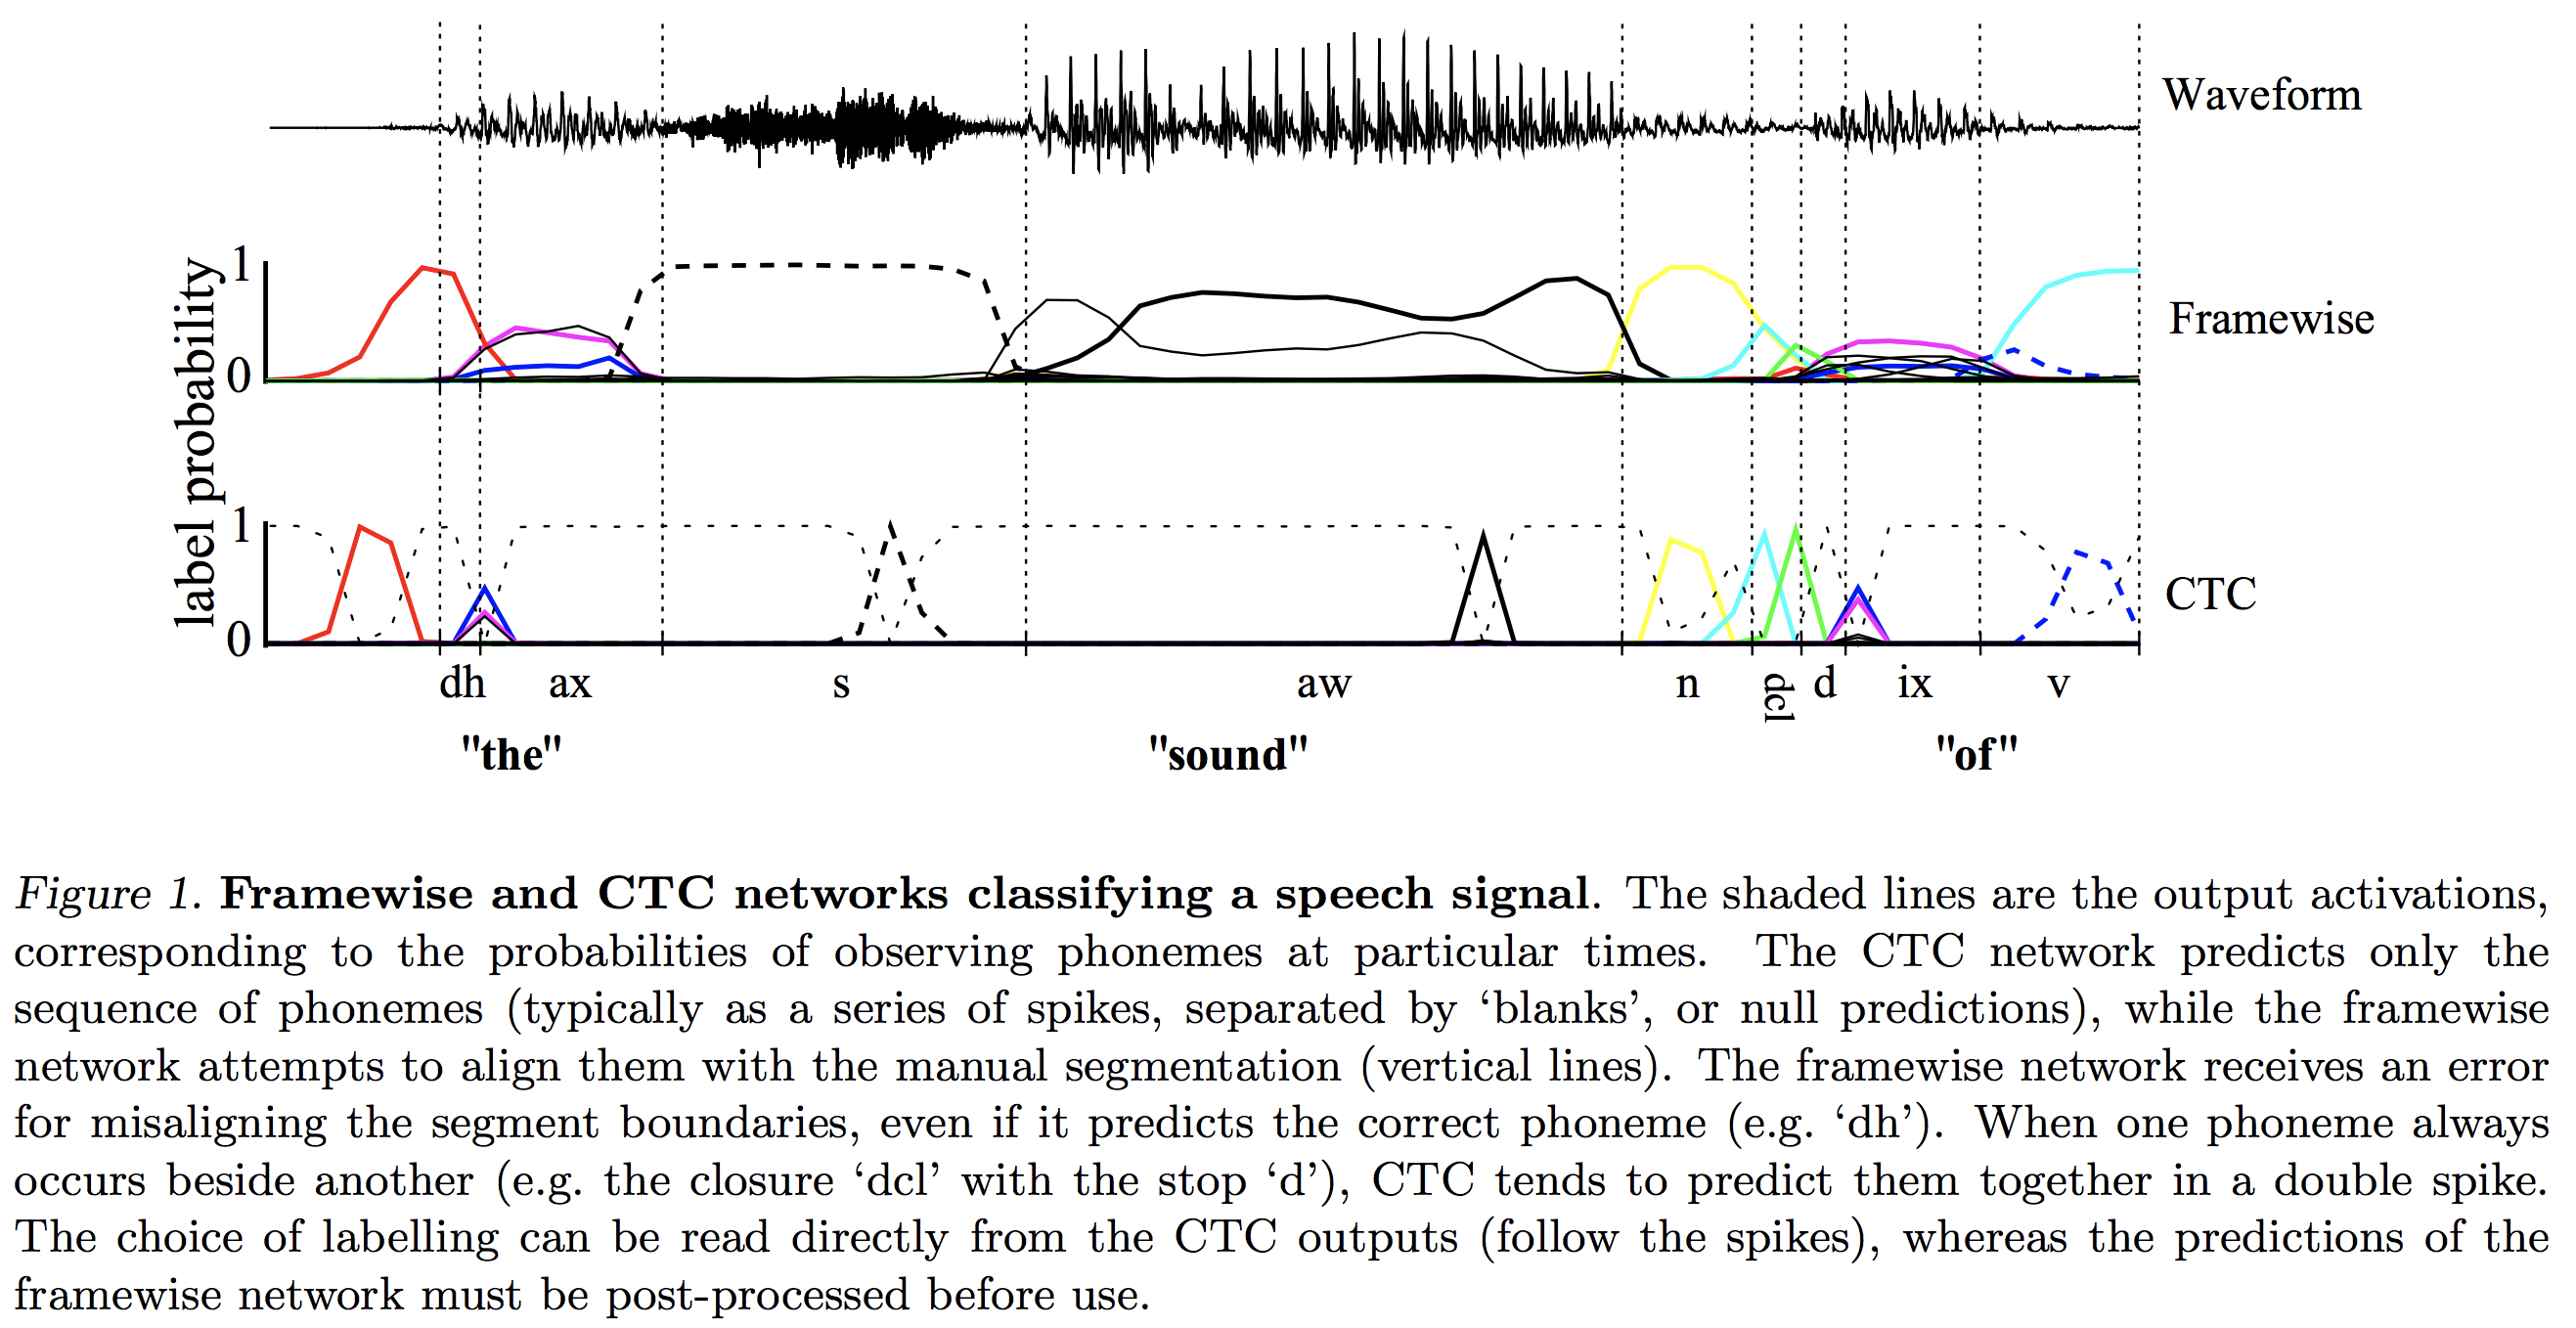 Waveform
1
Framewise
0
label probability
1
CTC
0
dh ax s aw n dcl d ix v
"the" "sound" "of"
Figure 1. Framewise and CTC networks classifying a speech signal. The shaded lines are the output activations,
corresponding to the probabilities of observing phonemes at particular times. The CTC network predicts only the
sequence of phonemes (typically as a series of spikes, separated by ‘blanks’, or null predictions), while the framewise
network attempts to align them with the manual segmentation (vertical lines). The framewise network receives an error
for misaligning the segment boundaries, even if it predicts the correct phoneme (e.g. ‘dh’). When one phoneme always
occurs beside another (e.g. the closure ‘dcl’ with the stop ‘d’), CTC tends to predict them together in a double spike.
The choice of labelling can be read directly from the CTC outputs (follow the spikes), whereas the predictions of the
framewise network must be post-processed before use.